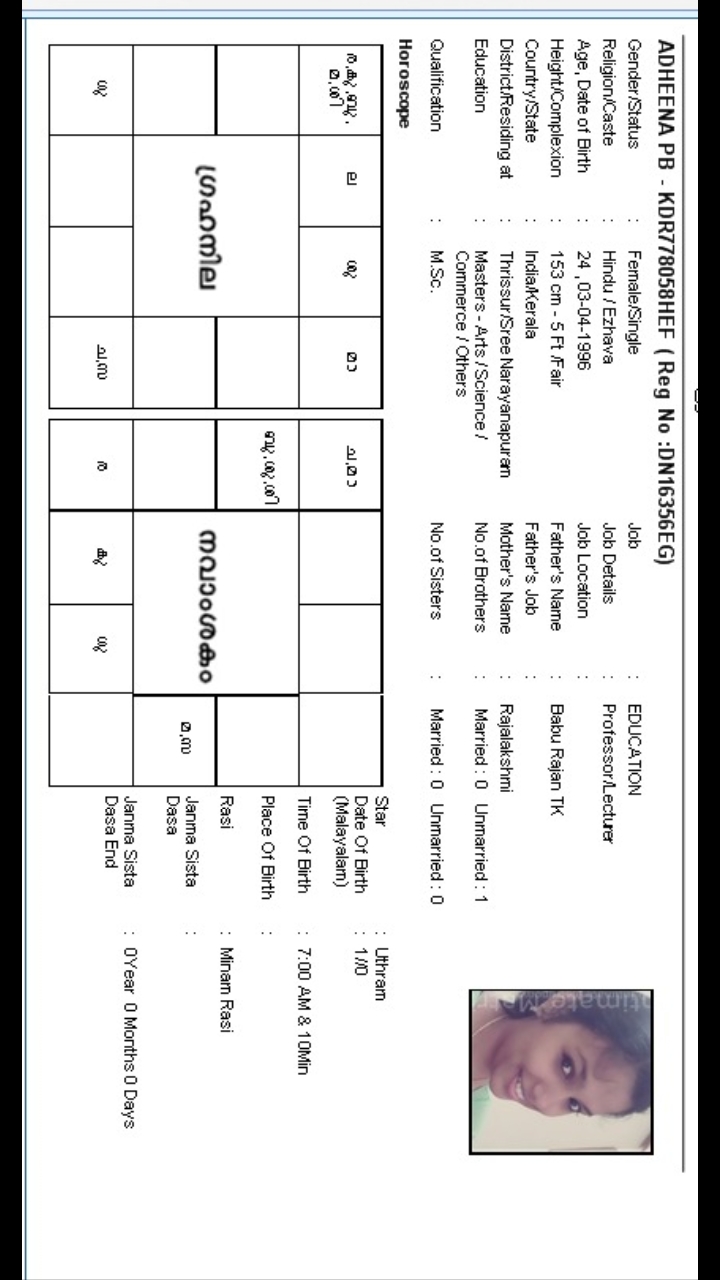 ADHEENA PB - KDR778058HEF ( Reg No :DN16356EG)
Gender/Status : Female/Single Job : EDUCATION
Religion/Caste : Hindu / Ezhava Job Details : Professor/Lecturer
Age, Date of Birth : 24 ,03-04-1996 Job Location :
Height/Complexion : 153 cm - 5 Ft /Fair Father's Name : Babu Rajan TK
Country/State : India/Kerala Father's Job :
District/Residing at : Thrissur/Sree Narayanapuram Mother's Name : Rajalakshmi
Education : Masters - Arts / Science / Commerce / Others No.of Brothers : Married : 0 Unmarried : 1
Qualification : M.Sc. No.of Sisters : Married : 0 Unmarried : 0
Horoscope
ല
ശു
മാ
ച,മാ
ഗ്രഹനില
നവാംശകം
Star : Uthram
Date Of Birth (Malayalam) : 1 //0
Time Of Birth : 7:00 AM & 10Min
Place Of Birth :
Rasi : Minam Rasi
Janma Sista Dasa :
Janma Sista Dasa End : 0Year 0 Months 0 Days